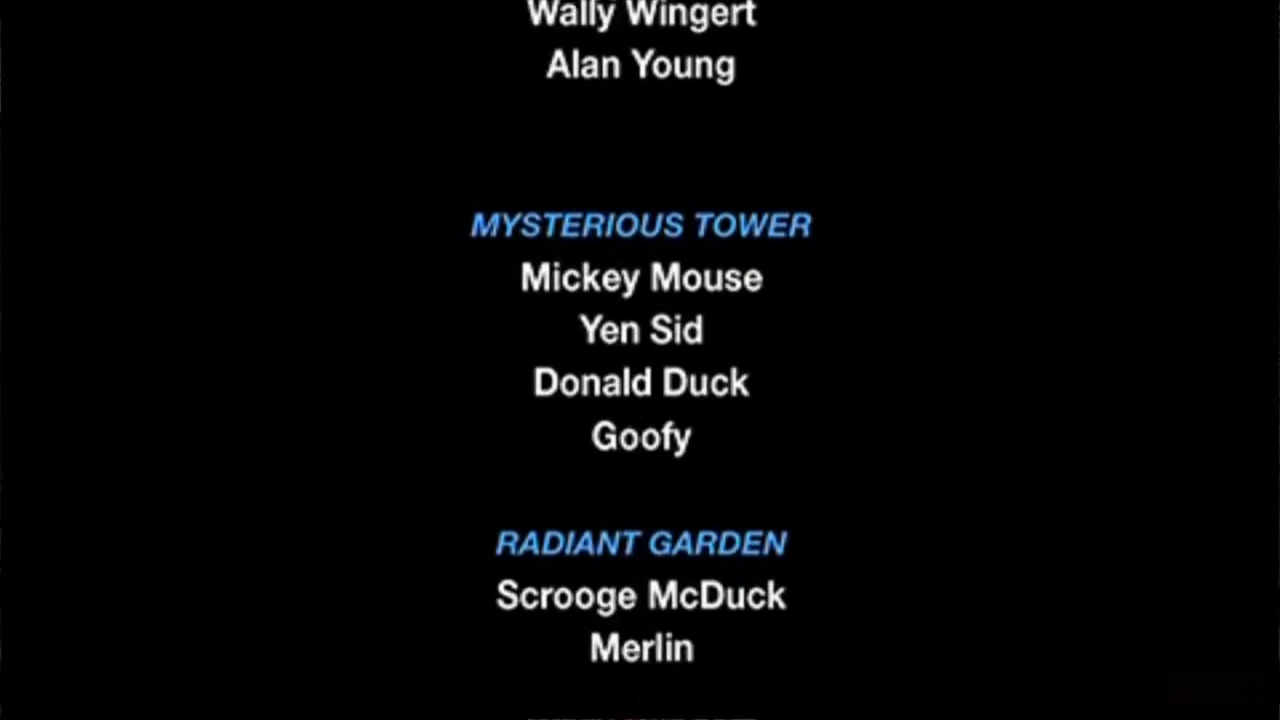 Wally Wingert
Alan Young
MYSTERIOUS TOWER
Mickey Mouse
Yen Sid
Donald Duck
Goofy
RADIANT GARDEN
Scrooge McDuck
Merlin